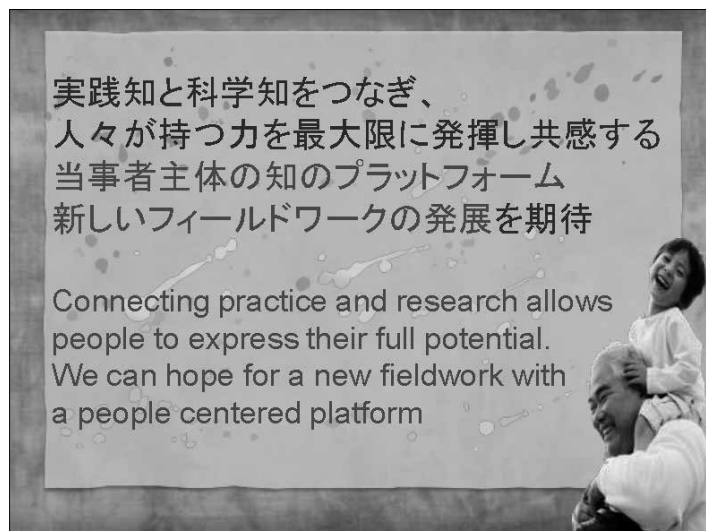 実践知と科学知をつなぎ、
人々が持つ力を最大限に発揮し共感する
当事者主体の知のプラットフォーム
新しいフィールドワークの発展を期待
Connecting practice and research allows
people to express their full potential.
We can hope for a new fieldwork with
a people centered platform